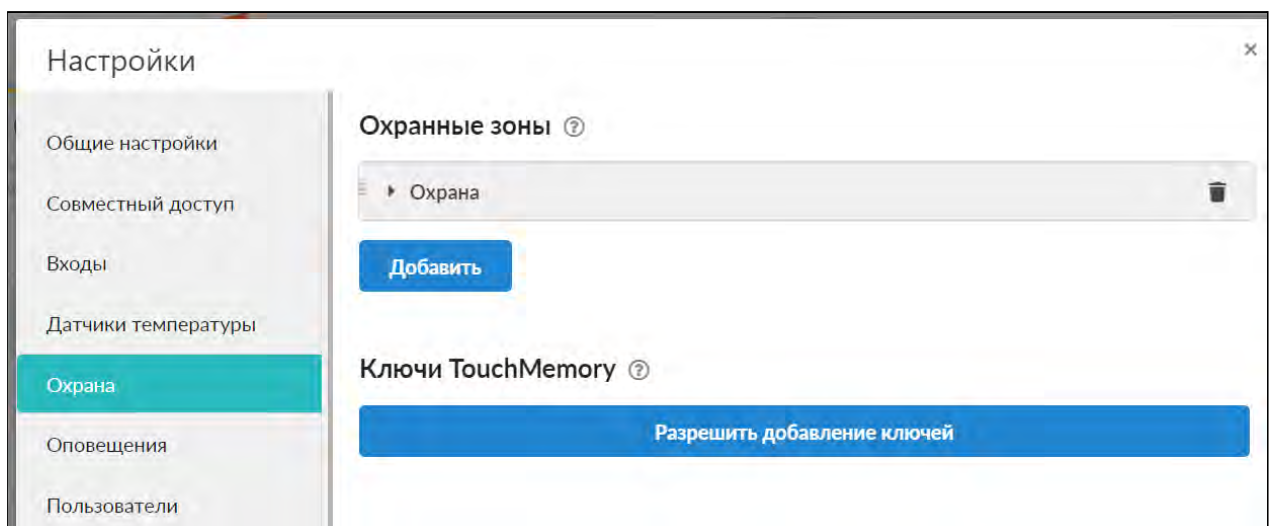 Настройки
×
Общие настройки
Совместный доступ
Входы
Датчики температуры
Охрана
Оповещения
Пользователи
Охранные зоны ?
Охрана
Добавить
Ключи TouchMemory ?
Разрешить добавление ключей